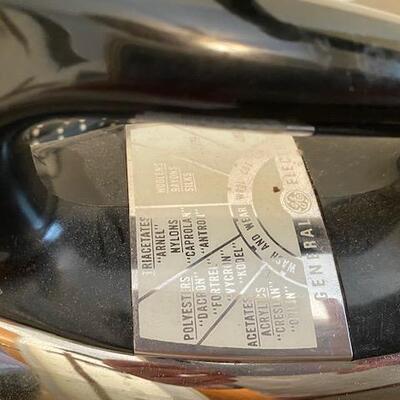 WOOLENS
RAYONS
SILKS
TRIACETATES
"ARNEL"
NYLONS
"CAPROLAN"
"ANTRON"
POLYESTERS
"DACRON"
"FORTREL"
"VYCRON"
"KODEL"
ACETATES
ACRYLICS
"CRESLAN"
"ORLON"
WASH AND WEAR
GENERAL
ELEC